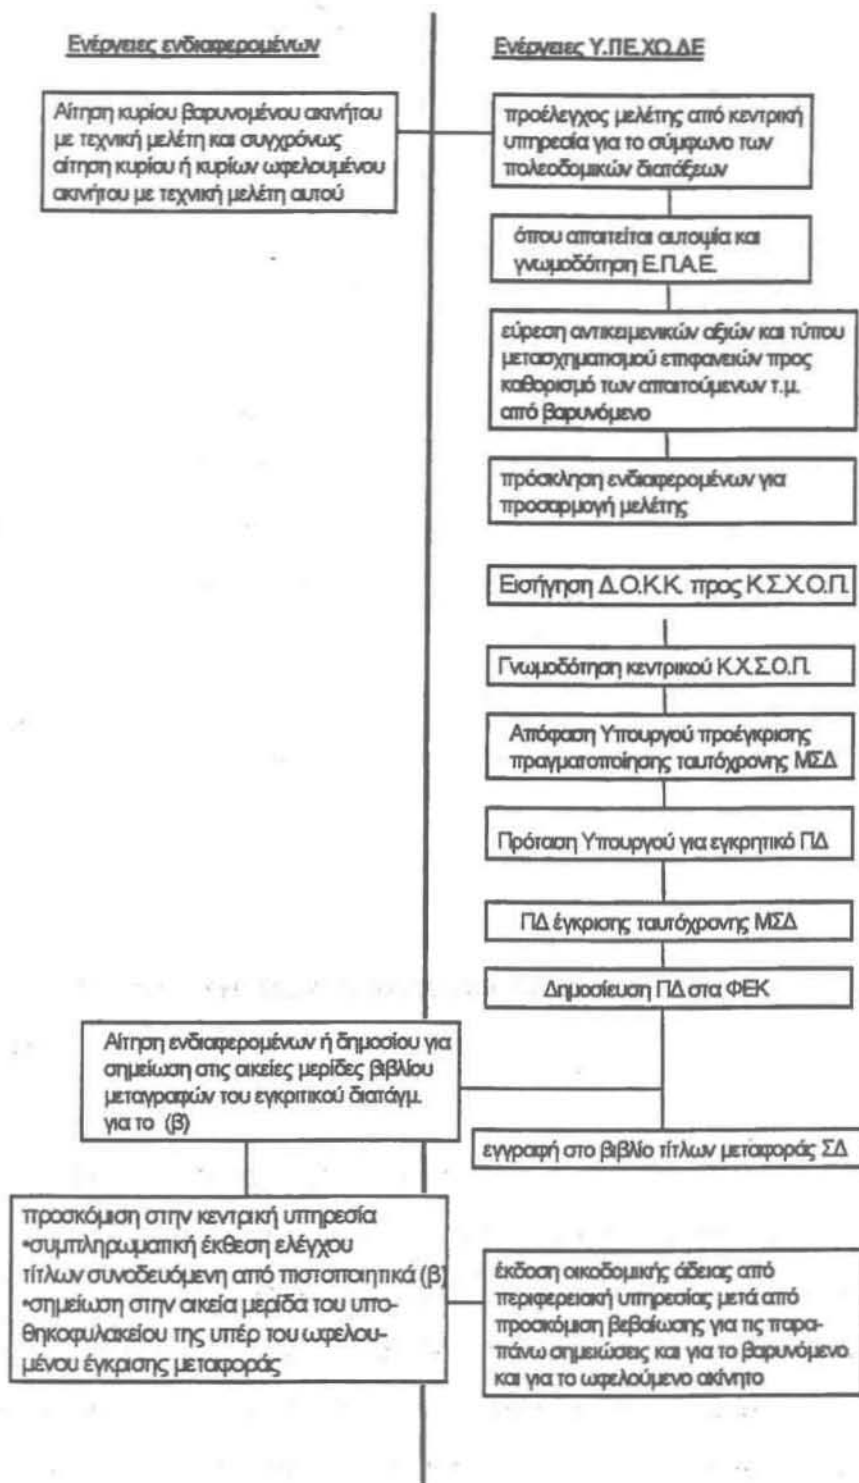 Ενέργειες ενδιαφερομένων
Ενέργειες Υ.ΠΕ.ΧΩ.ΔΕ
Αίτηση κυρίου βαρυνομένου ακινήτου
με τεχνική μελέτη και συγχρόνως
αίτηση κυρίου ή κυρίων ωφελουμένου
ακινήτου με τεχνική μελέτη αυτού
προέλεγχος μελέτης από κεντρική
υπηρεσία για το σύμφωνο των
πολεοδομικών διατάξεων
όπου απαιτείται αυτοψία και
γνωμοδότηση Ε.Π.Α.Ε.
εύρεση αντικειμενικών αξιών και τύπου
μετασχηματισμού επιφανειών προς
καθορισμό των απαιτούμενων τ.μ.
από βαρυνόμενο
πρόσκληση ενδιαφερομένων για
προσαρμογή μελέτης
Εισήγηση Δ.Ο.Κ.Κ. προς Κ.Σ.Χ.Ο.Π.
Γνωμοδότηση κεντρικού Κ.Χ.Σ.Ο.Π.
Απόφαση Υπουργού προέγκρισης
πραγματοποίησης ταυτόχρονης ΜΣΔ
Πρόταση Υπουργού για εγκρητικό ΠΔ
ΠΔ έγκρισης ταυτόχρονης ΜΣΔ
Δημοσίευση ΠΔ στα ΦΕΚ
Αίτηση ενδιαφερομένων ή δημοσίου για
σημείωση στις οικείες μερίδες βιβλίου
μεταγραφών του εγκριτικού διατάγμ.
για το (β)
εγγραφή στο βιβλίο τίτλων μεταφοράς ΣΔ
προσκόμιση στην κεντρική υπηρεσία
•συμπληρωματική έκθεση ελέγχου
τίτλων συνοδευόμενη από πιστοποιητικά (β)
•σημείωση στην οικεία μερίδα του υπο-
θηκοφυλακείου της υπέρ του ωφελου-
μένου έγκρισης μεταφοράς
έκδοση οικοδομικής άδειας από
περιφερειακή υπηρεσίας μετά από
προσκόμιση βεβαίωσης για τις παρα-
πάνω σημειώσεις και για το βαρυνόμενο
και για το ωφελούμενο ακίνητο